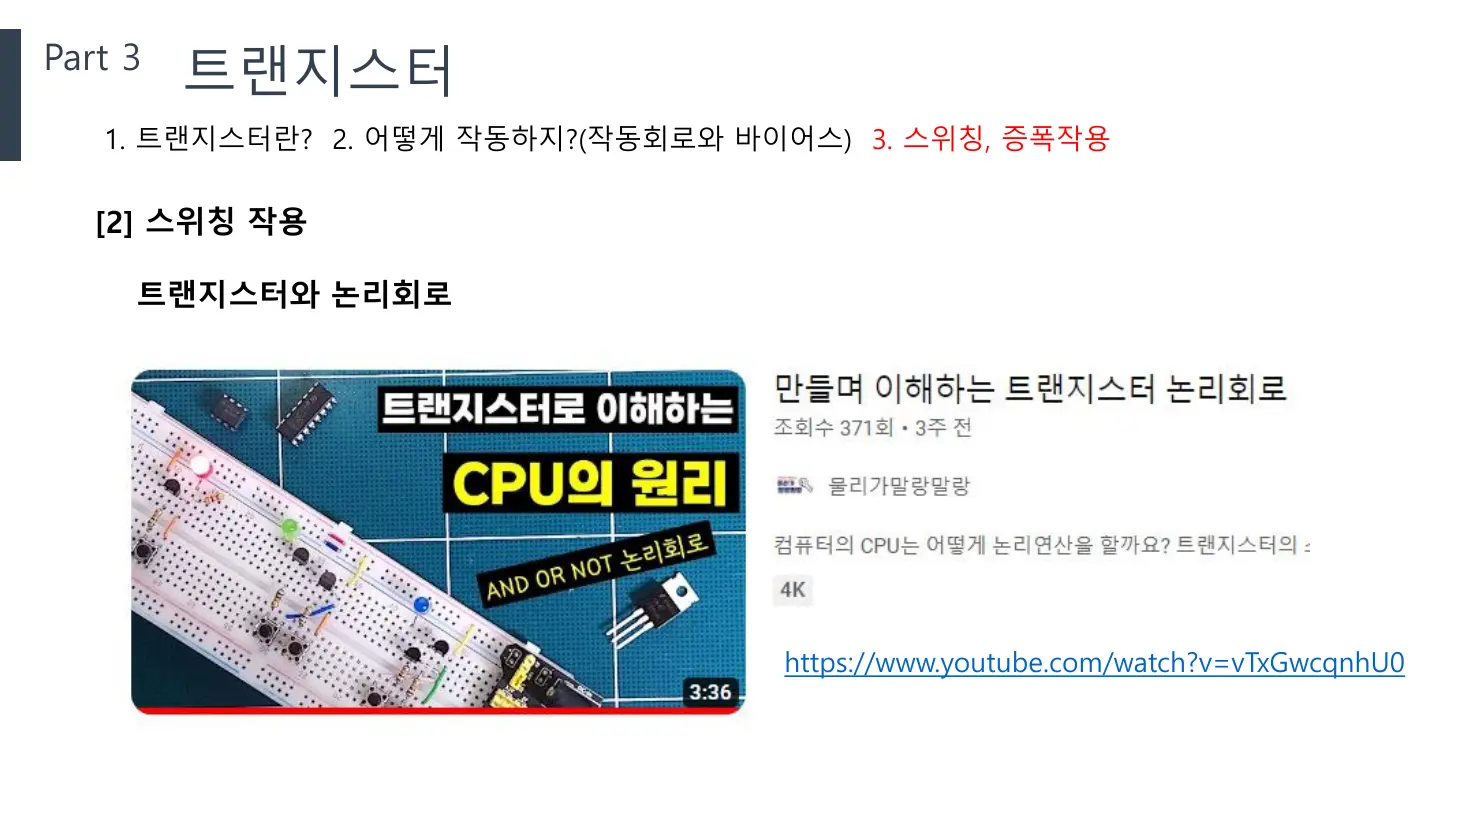 Part 3
트랜지스터
1. 트랜지스터란? 2. 어떻게 작동하지?(작동회로와 바이어스) 3. 스위칭, 증폭작용
[2] 스위칭 작용
트랜지스터와 논리회로
트랜지스터로 이해하는
CPU의 원리
AND OR NOT 논리회로
3:36
만들며 이해하는 트랜지스터 논리회로
조회수 371회 • 3주 전
물리가말랑말랑
컴퓨터의 CPU는 어떻게 논리연산을 할까요? 트랜지스터의
4K
https://www.youtube.com/watch?v=vTxGwcqnhU0